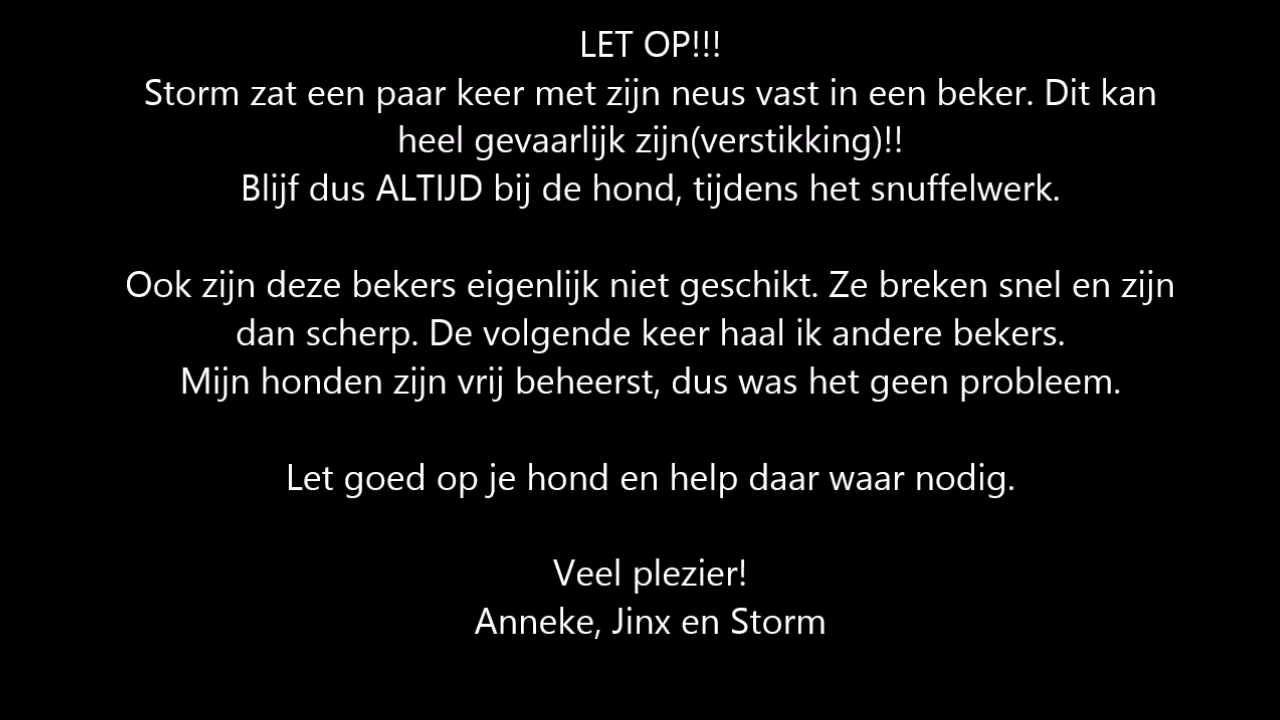 LET OP!!!
Storm zat een paar keer met zijn neus vast in een beker. Dit kan
heel gevaarlijk zijn(verstikking)!!
Blijf dus ALTIJD bij de hond, tijdens het snuffelwerk.
Ook zijn deze bekers eigenlijk niet geschikt. Ze breken snel en zijn
dan scherp. De volgende keer haal ik andere bekers.
Mijn honden zijn vrij beheerst, dus was het geen probleem.
Let goed op je hond en help daar waar nodig.
Veel plezier!
Anneke, Jinx en Storm